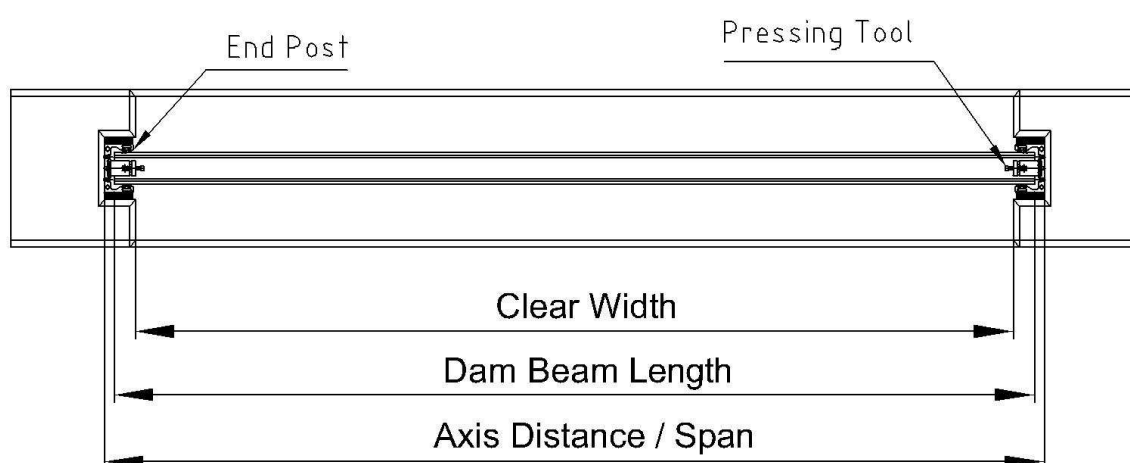 End Post
Pressing Tool
Clear Width
Dam Beam Length
Axis Distance / Span